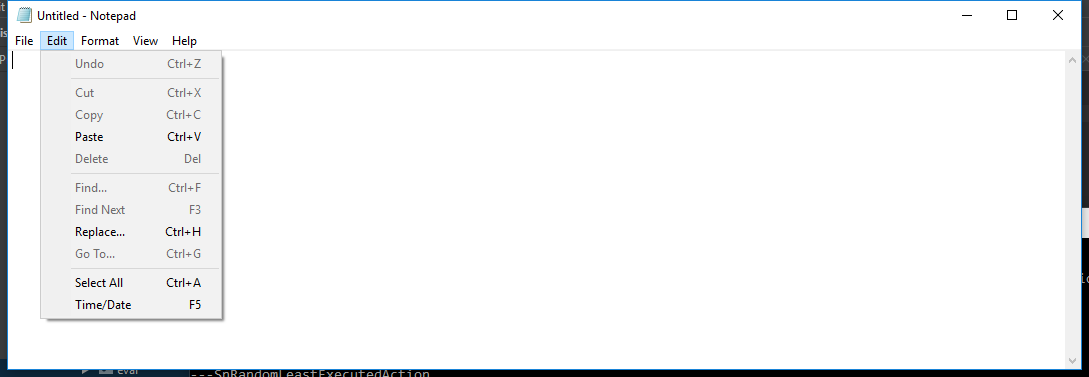 Untitled - Notepad
File Edit Format View Help
Undo Ctrl+Z
Cut Ctrl+X
Copy Ctrl+C
Paste Ctrl+V
Delete Del
Find... Ctrl+F
Find Next F3
Replace... Ctrl+H
Go To... Ctrl+G
Select All Ctrl+A
Time/Date F5
eval
---SnRandomLeastExecutedAction